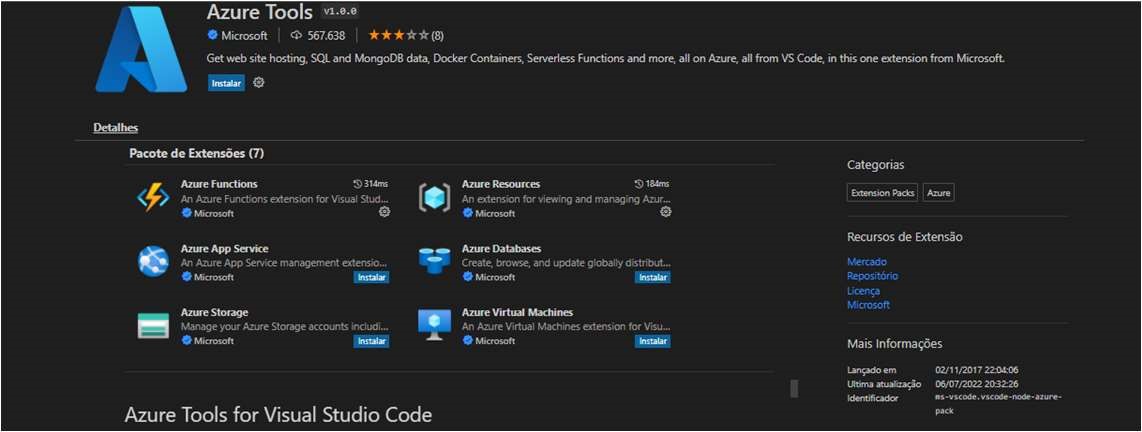 Azure Tools v1.0.0
Microsoft 567.638 (8)
Get web site hosting, SQL and MongoDB data, Docker Containers, Serverless Functions and more, all on Azure, all from VS Code, in this one extension from Microsoft.
Instalar
Detalhes
Pacote de Extensões (7)
Azure Functions 314ms
An Azure Functions extension for Visual Stud...
Microsoft
Azure Resources 184ms
An extension for viewing and managing Azur...
Microsoft
Azure App Service
An Azure App Service management extensio...
Microsoft Instalar
Azure Databases
Create, browse, and update globally distribut...
Microsoft Instalar
Azure Storage
Manage your Azure Storage accounts includi...
Microsoft Instalar
Azure Virtual Machines
An Azure Virtual Machines extension for Visu...
Microsoft Instalar
Azure Tools for Visual Studio Code
Categorias
Extension Packs Azure
Recursos de Extensão
Mercado
Repositório
Licença
Microsoft
Mais Informações
Lançado em 02/11/2017 22:04:06
Ultima atualização 06/07/2022 20:32:26
Identificador ms-vscode.vscode-node-azure-
pack